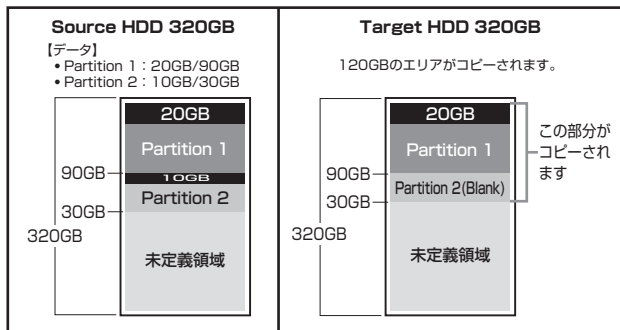 Source HDD 320GB
【データ】
• Partition 1：20GB/90GB
• Partition 2：10GB/30GB
20GB
Partition 1
90GB
10GB
Partition 2
30GB
320GB
未定義領域
Target HDD 320GB
120GBのエリアがコピーされます。
20GB
Partition 1
90GB
Partition 2(Blank)
30GB
320GB
未定義領域
この部分が
コピーされ
ます